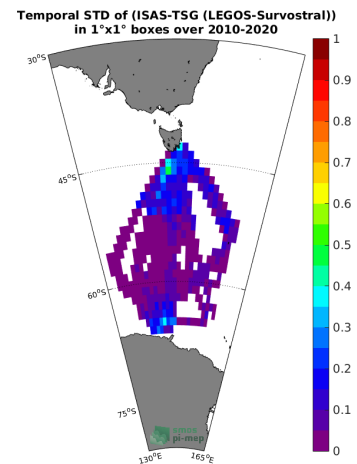 Temporal STD of (ISAS-TSG (LEGOS-Survostral))
in 1°x1° boxes over 2010-2020
30°S
45°S
60°S
75°S
130°E
165°E
1
0.9
0.8
0.7
0.6
0.5
0.4
0.3
0.2
0.1
0
smos
pi-mep